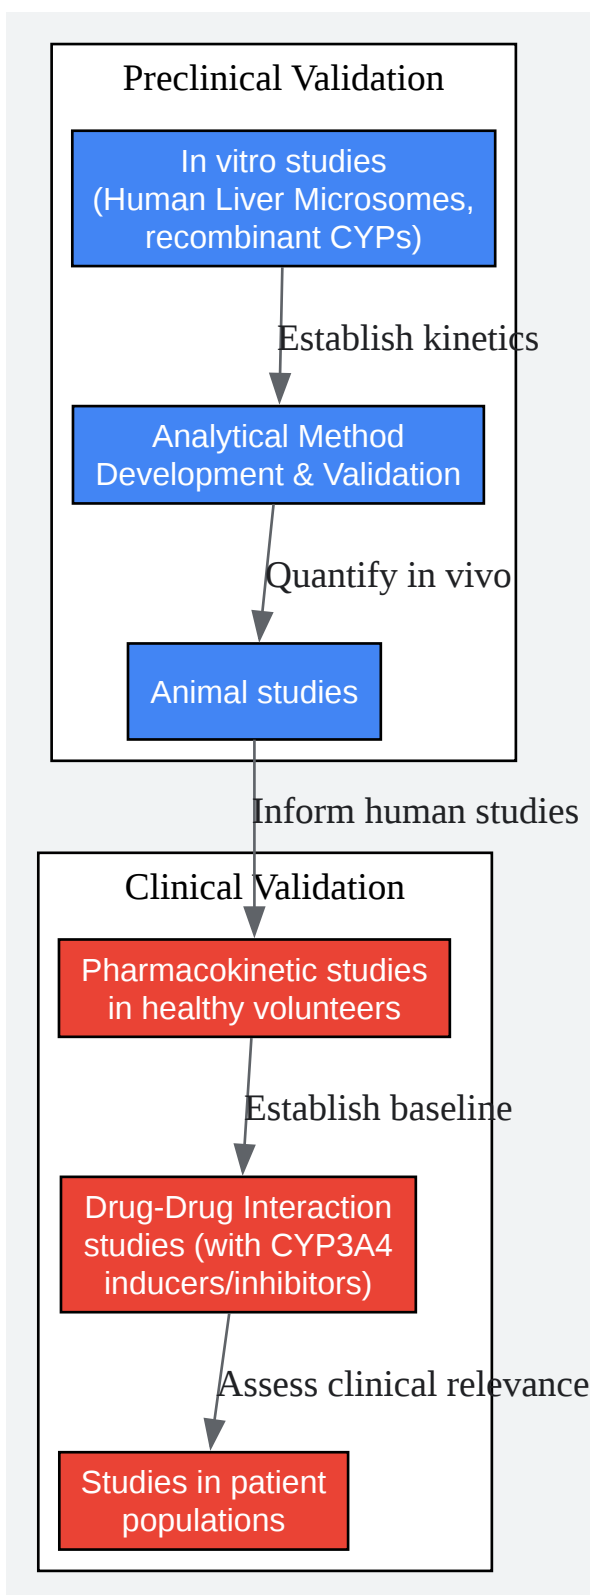 Preclinical Validation
In vitro studies
(Human Liver Microsomes,
recombinant CYPs)
Establish kinetics
Analytical Method
Development & Validation
Quantify in vivo
Animal studies
Inform human studies
Clinical Validation
Pharmacokinetic studies
in healthy volunteers
Establish baseline
Drug-Drug Interaction
studies (with CYP3A4
inducers/inhibitors)
Assess clinical relevance
Studies in patient
populations